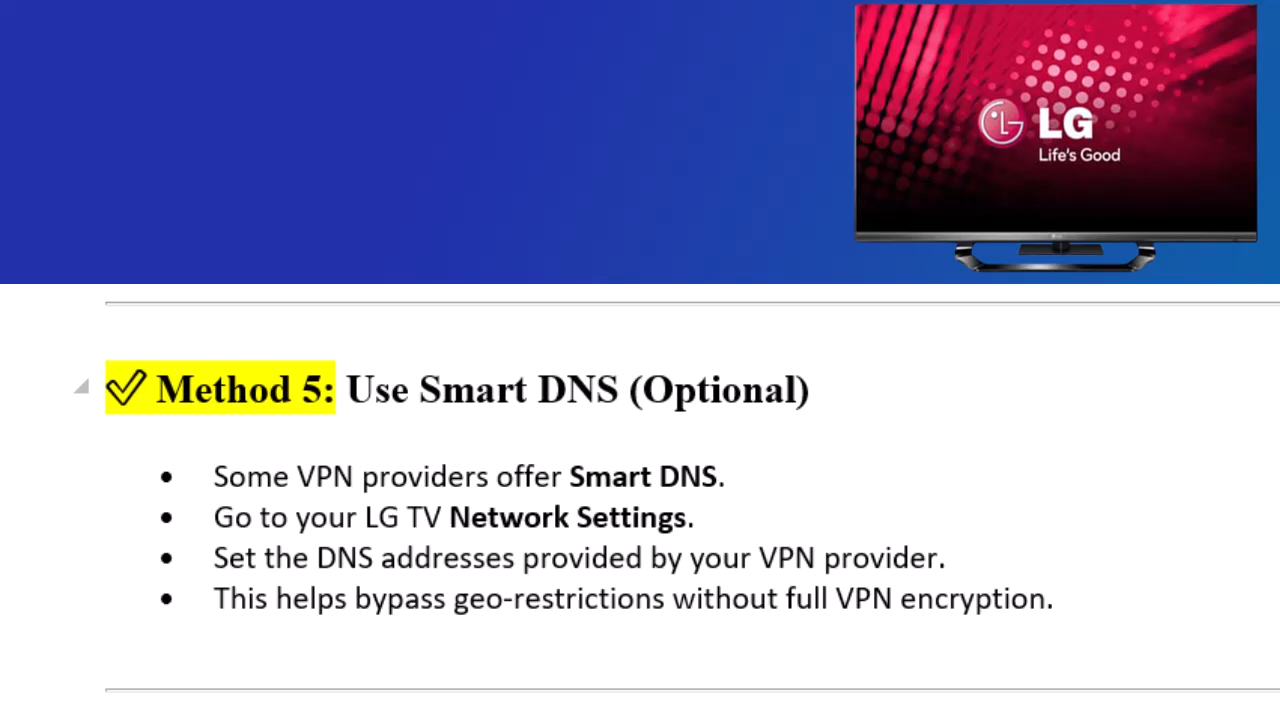 LG
Life's Good
✓ Method 5: Use Smart DNS (Optional)
• Some VPN providers offer Smart DNS.
• Go to your LG TV Network Settings.
• Set the DNS addresses provided by your VPN provider.
• This helps bypass geo-restrictions without full VPN encryption.